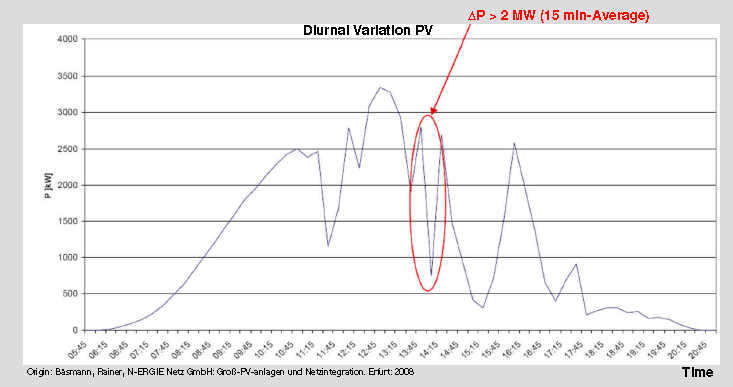 ΔP > 2 MW (15 min-Average)
Diurnal Variation PV
4000
3500
3000
2500
2000
1500
1000
500
0
P [kW]
05:45 06:15 06:45 07:15 07:45 08:15 08:45 09:15 09:45 10:15 10:45 11:15 11:45 12:15 12:45 13:15 13:45 14:15 14:45 15:15 15:45 16:15 16:45 17:15 17:45 18:15 18:45 19:15 19:45 20:15 20:45
Time
Origin: Bäsmann, Rainer, N-ERGIE Netz GmbH: Groß-PV-anlagen und Netzintegration. Erfurt: 2008